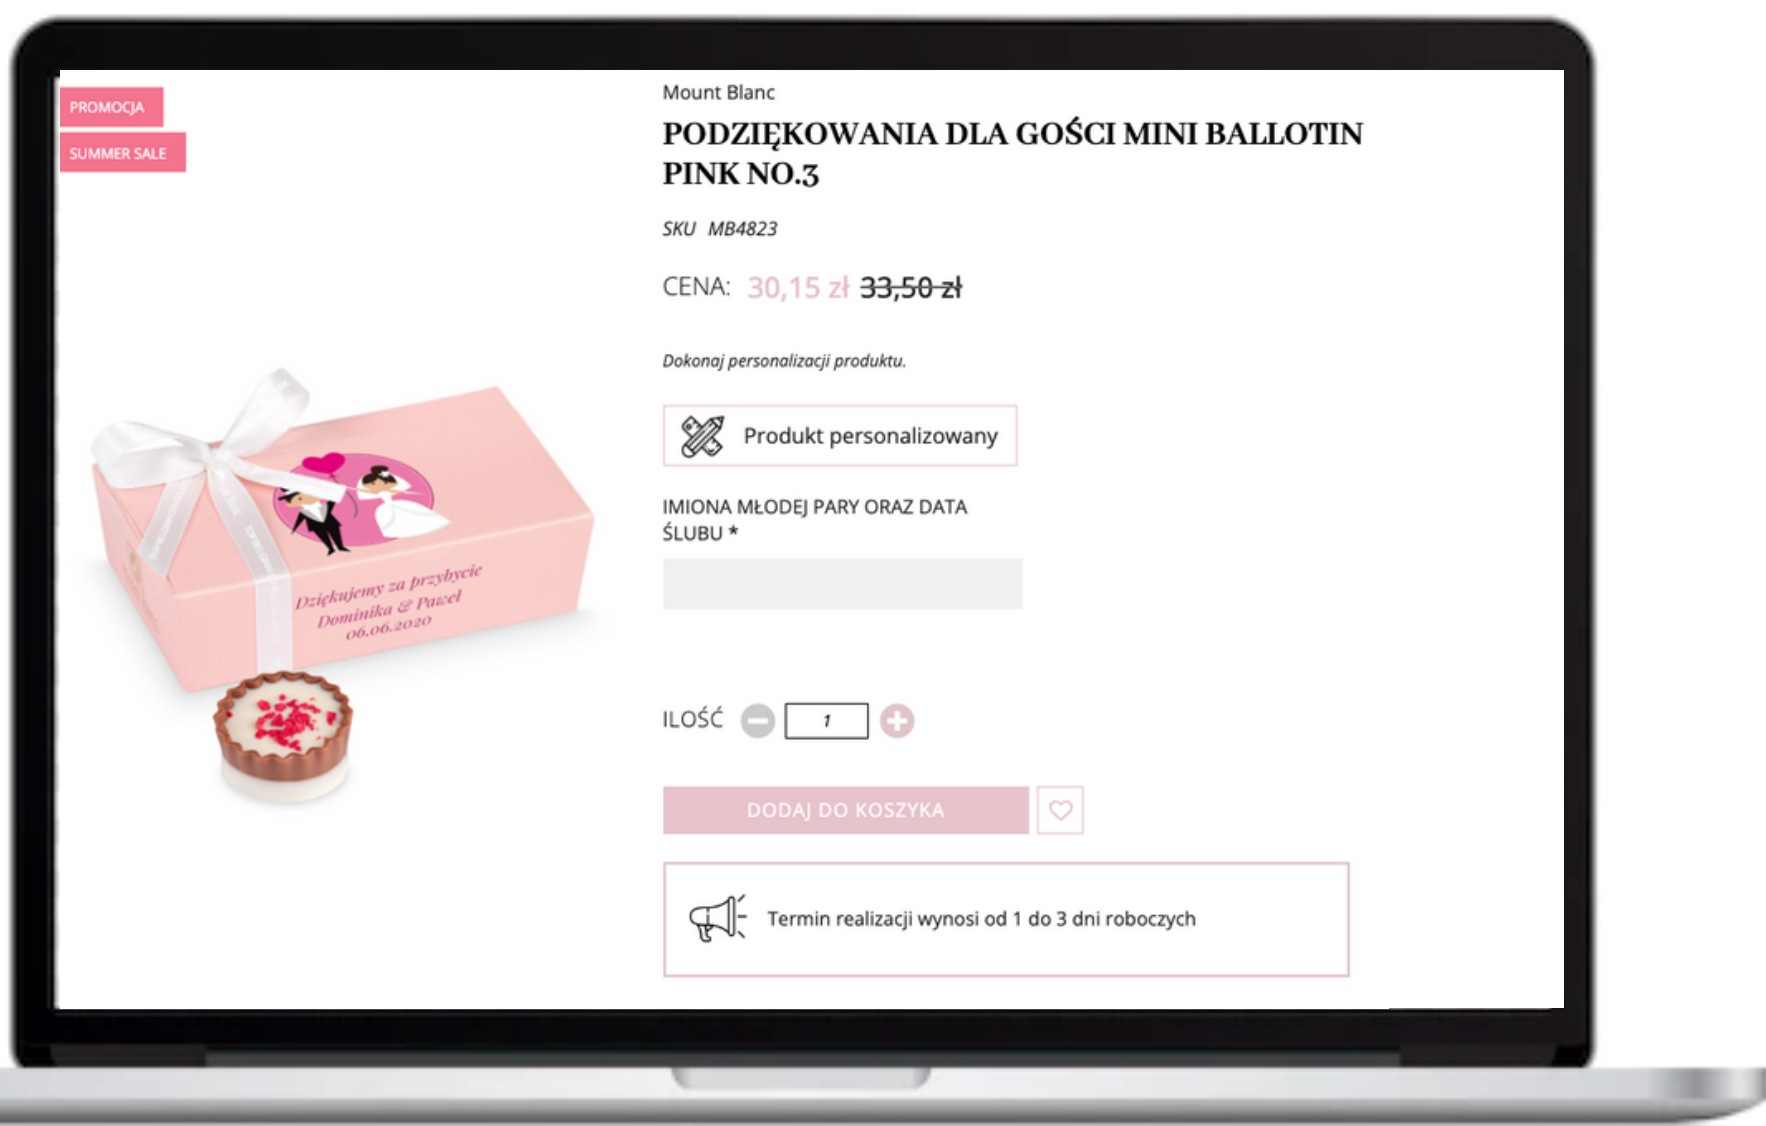 PROMOCJA
SUMMER SALE
Mount Blanc
PODZIĘKOWANIA DLA GOŚCI MINI BALLOTIN
PINK NO.3
SKU MB4823
CENA: 30,15 zł 33,50 zł
Dokonaj personalizacji produktu.
Produkt personalizowany
IMIONA MŁODEJ PARY ORAZ DATA
ŚLUBU *
Dziękujemy za przybycie
Dominika & Paweł
06.06.2020
ILOŚĆ 1
DODAJ DO KOSZYKA
Termin realizacji wynosi od 1 do 3 dni roboczych